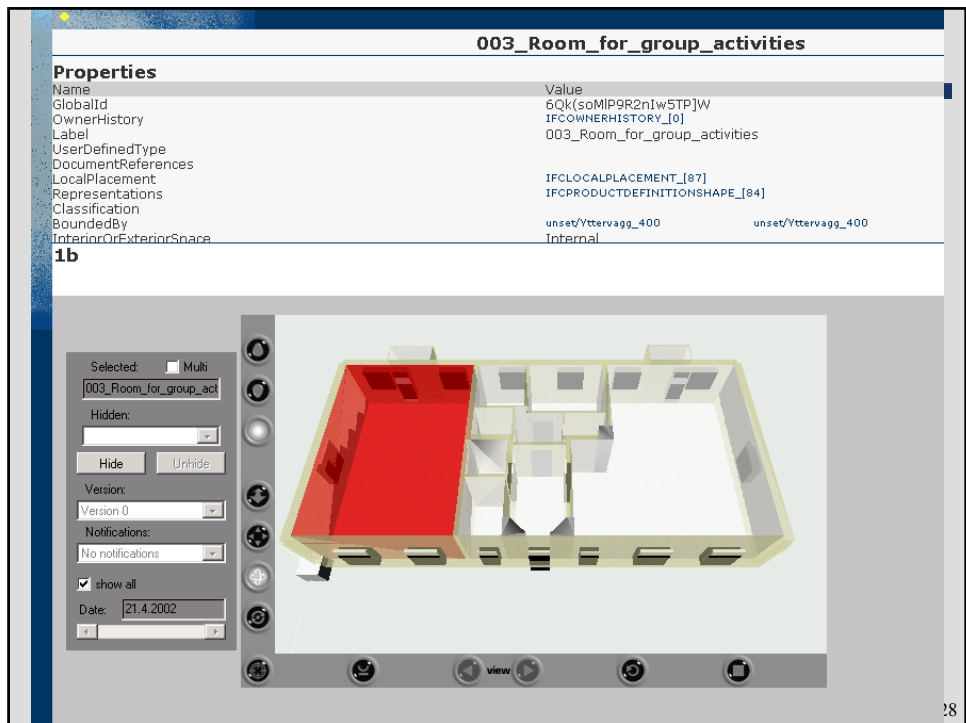 003_Room_for_group_activities
Properties
Name Value
GlobalId 6Qk(soMlP9R2nIw5TP]W
OwnerHistory IFCOWNERHISTORY_[0]
Label 003_Room_for_group_activities
UserDefinedType
DocumentReferences
LocalPlacement IFCLOCALPLACEMENT_[87]
Representations IFCPRODUCTDEFINITIONSHAPE_[84]
Classification
BoundedBy unset/Yttervagg_400 unset/Yttervagg_400
InteriorOrExteriorSpace Internal
1b
Selected: Multi
003_Room_for_group_act
Hidden:
Hide Unhide
Version:
Version 0
Notifications:
No notifications
show all
Date: 21.4.2002
view
28